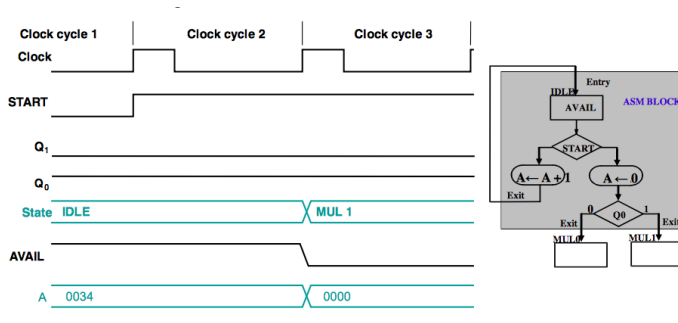 Clock cycle 1 Clock cycle 2 Clock cycle 3
Clock
START
Q1
Q0
State IDLE MUL 1
AVAIL
A 0034 0000
Entry
IDLE
AVAIL
ASM BLOCK
START
A← A + 1 A ← 0
Exit
0 Q0 1
Exit Exit
MUL0 MUL1